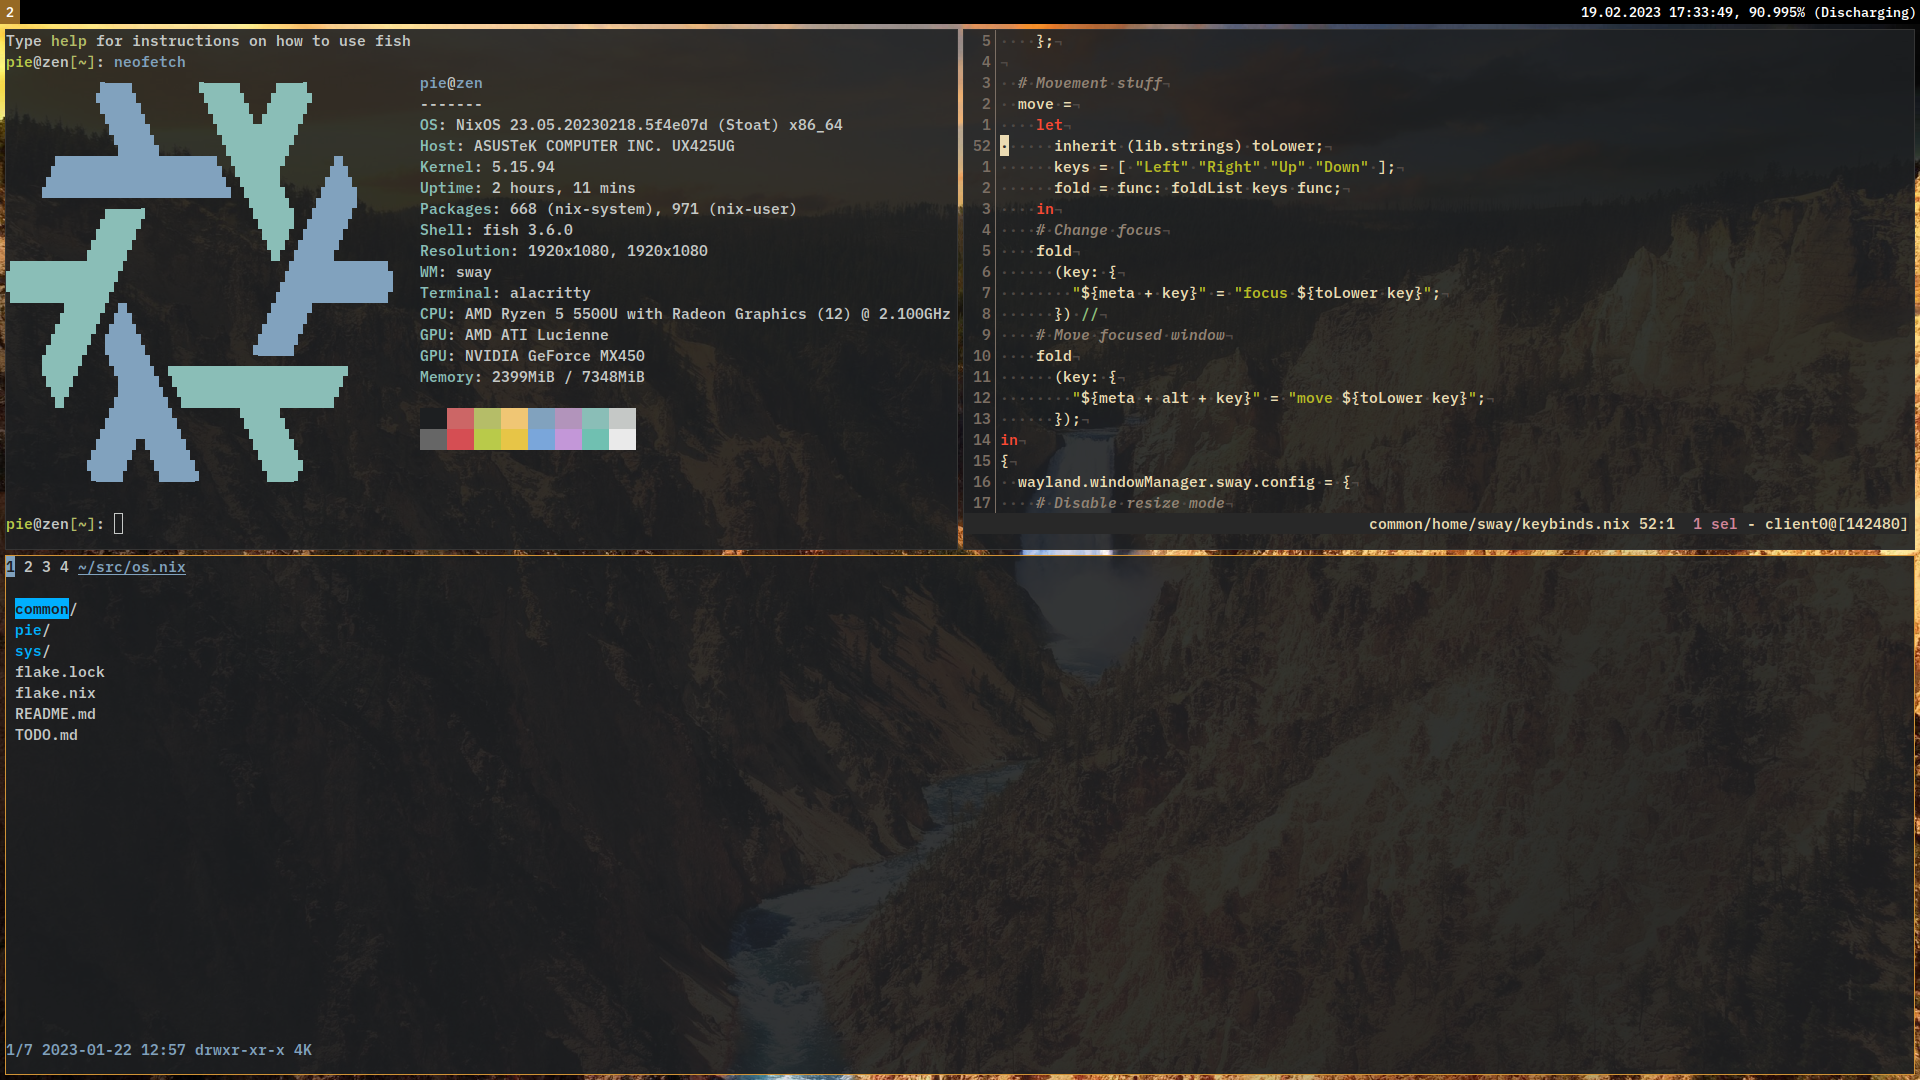 2
19.02.2023 17:33:49, 90.995% (Discharging)
Type help for instructions on how to use fish
pie@zen[~]: neofetch
pie@zen
-------
OS: NixOS 23.05.20230218.5f4e07d (Stoat) x86_64
Host: ASUSTeK COMPUTER INC. UX425UG
Kernel: 5.15.94
Uptime: 2 hours, 11 mins
Packages: 668 (nix-system), 971 (nix-user)
Shell: fish 3.6.0
Resolution: 1920x1080, 1920x1080
WM: sway
Terminal: alacritty
CPU: AMD Ryzen 5 5500U with Radeon Graphics (12) @ 2.100GHz
GPU: AMD ATI Lucienne
GPU: NVIDIA GeForce MX450
Memory: 2399MiB / 7348MiB
pie@zen[~]:
5 ····};¬
4 ¬
3 ··#·Movement·stuff¬
2 ··move·=¬
1 ····let¬
52 ······inherit·(lib.strings)·toLower;¬
1 ······keys·=·[·"Left"·"Right"·"Up"·"Down"·];¬
2 ······fold·=·func:·foldList·keys·func;¬
3 ····in¬
4 ····#·Change·focus¬
5 ····fold¬
6 ······(key:·{¬
7 ········"${meta·+·key}"·=·"focus·${toLower·key}";¬
8 ······})·//¬
9 ····#·Move·focused·window¬
10 ····fold¬
11 ······(key:·{¬
12 ········"${meta·+·alt·+·key}"·=·"move·${toLower·key}";¬
13 ······});¬
14 in¬
15 {¬
16 ··wayland.windowManager.sway.config·=·{¬
17 ····#·Disable·resize·mode¬
common/home/sway/keybinds.nix 52:1  1 sel - client0@[142480]
1 2 3 4 ~/src/os.nix
common/
pie/
sys/
flake.lock
flake.nix
README.md
TODO.md
1/7 2023-01-22 12:57 drwxr-xr-x 4K